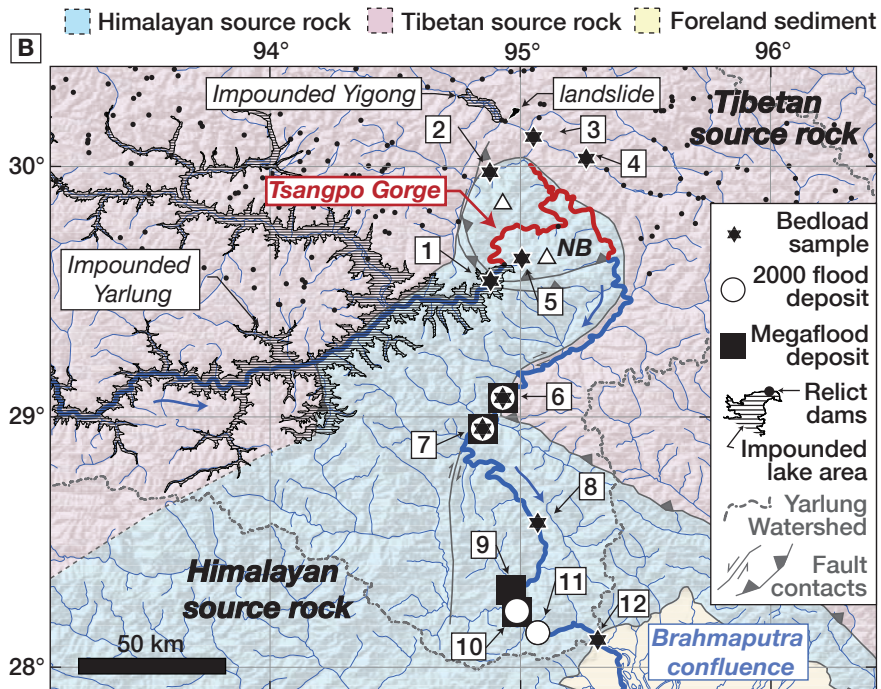 Himalayan source rock
Tibetan source rock
Foreland sediment
B
94°
95°
96°
Impounded Yigong
landslide
Tibetan
source rock
2
3
4
30°
Tsangpo Gorge
NB
1
Impounded
Yarlung
5
Bedload
sample
2000 flood
deposit
Megaflood
deposit
Relict
dams
Impounded
lake area
Yarlung
Watershed
Fault
contacts
29°
6
7
8
9
Himalayan
source rock
11
12
10
50 km
Brahmaputra
confluence
28°